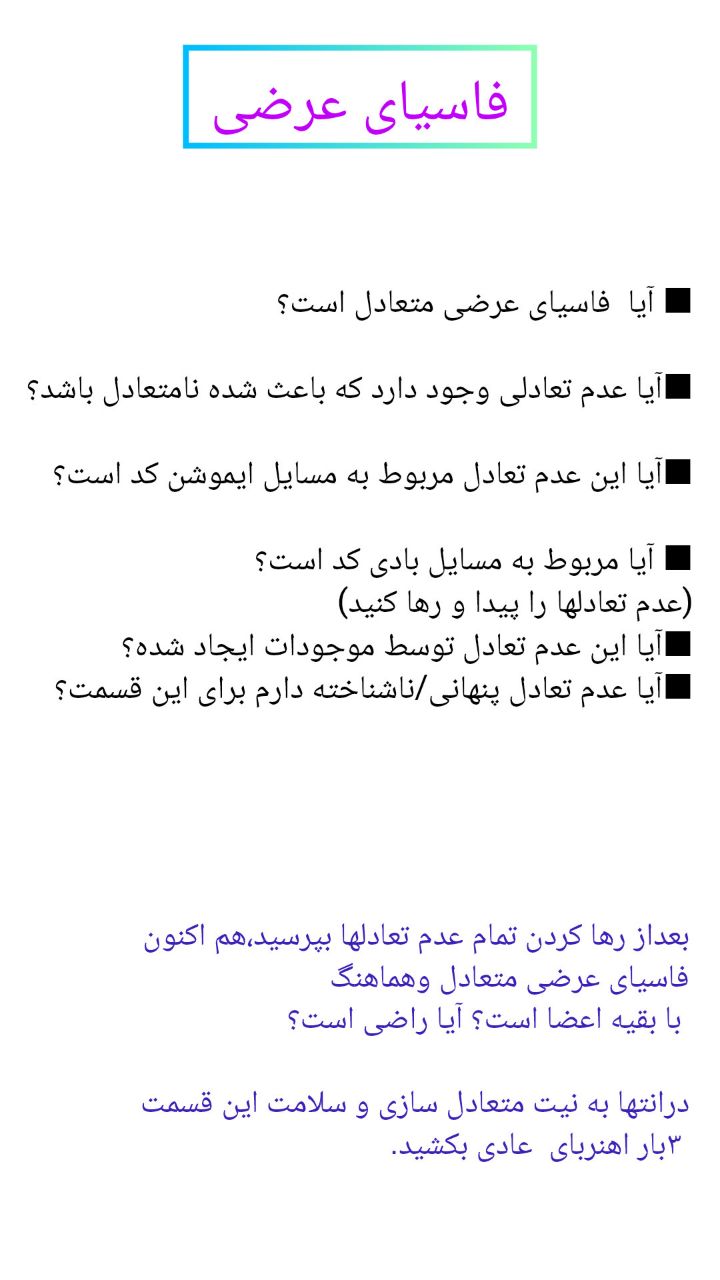 فاسیای عرضی
■ آیا فاسیای عرضی متعادل است؟
■آیا عدم تعادلی وجود دارد که باعث شده نامتعادل باشد؟
■آیا این عدم تعادل مربوط به مسایل ایموشن کد است؟
■ آیا مربوط به مسایل بادی کد است؟
(عدم تعادلها را پیدا و رها کنید)
■آیا این عدم تعادل توسط موجودات ایجاد شده؟
■آیا عدم تعادل پنهانی/ناشناخته دارم برای این قسمت؟
بعداز رها کردن تمام عدم تعادلها بپرسید،هم اکنون
فاسیای عرضی متعادل وهماهنگ
با بقیه اعضا است؟ آیا راضی است؟
درانتها به نیت متعادل سازی و سلامت این قسمت
۳بار اهنربای عادی بکشید.